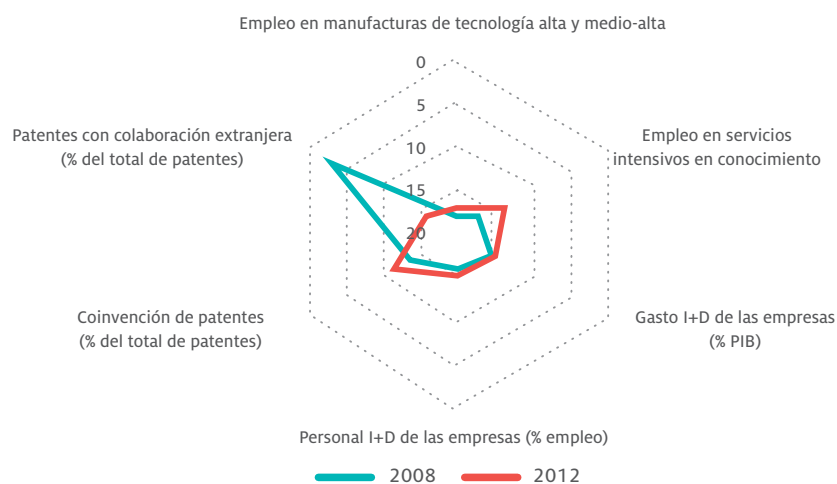 Empleo en manufacturas de tecnología alta y medio-alta
0
5
10
15
20
Patentes con colaboración extranjera
(% del total de patentes)
Empleo en servicios
intensivos en conocimiento
Coinvención de patentes
(% del total de patentes)
Gasto I+D de las empresas
(% PIB)
Personal I+D de las empresas (% empleo)
2008 2012